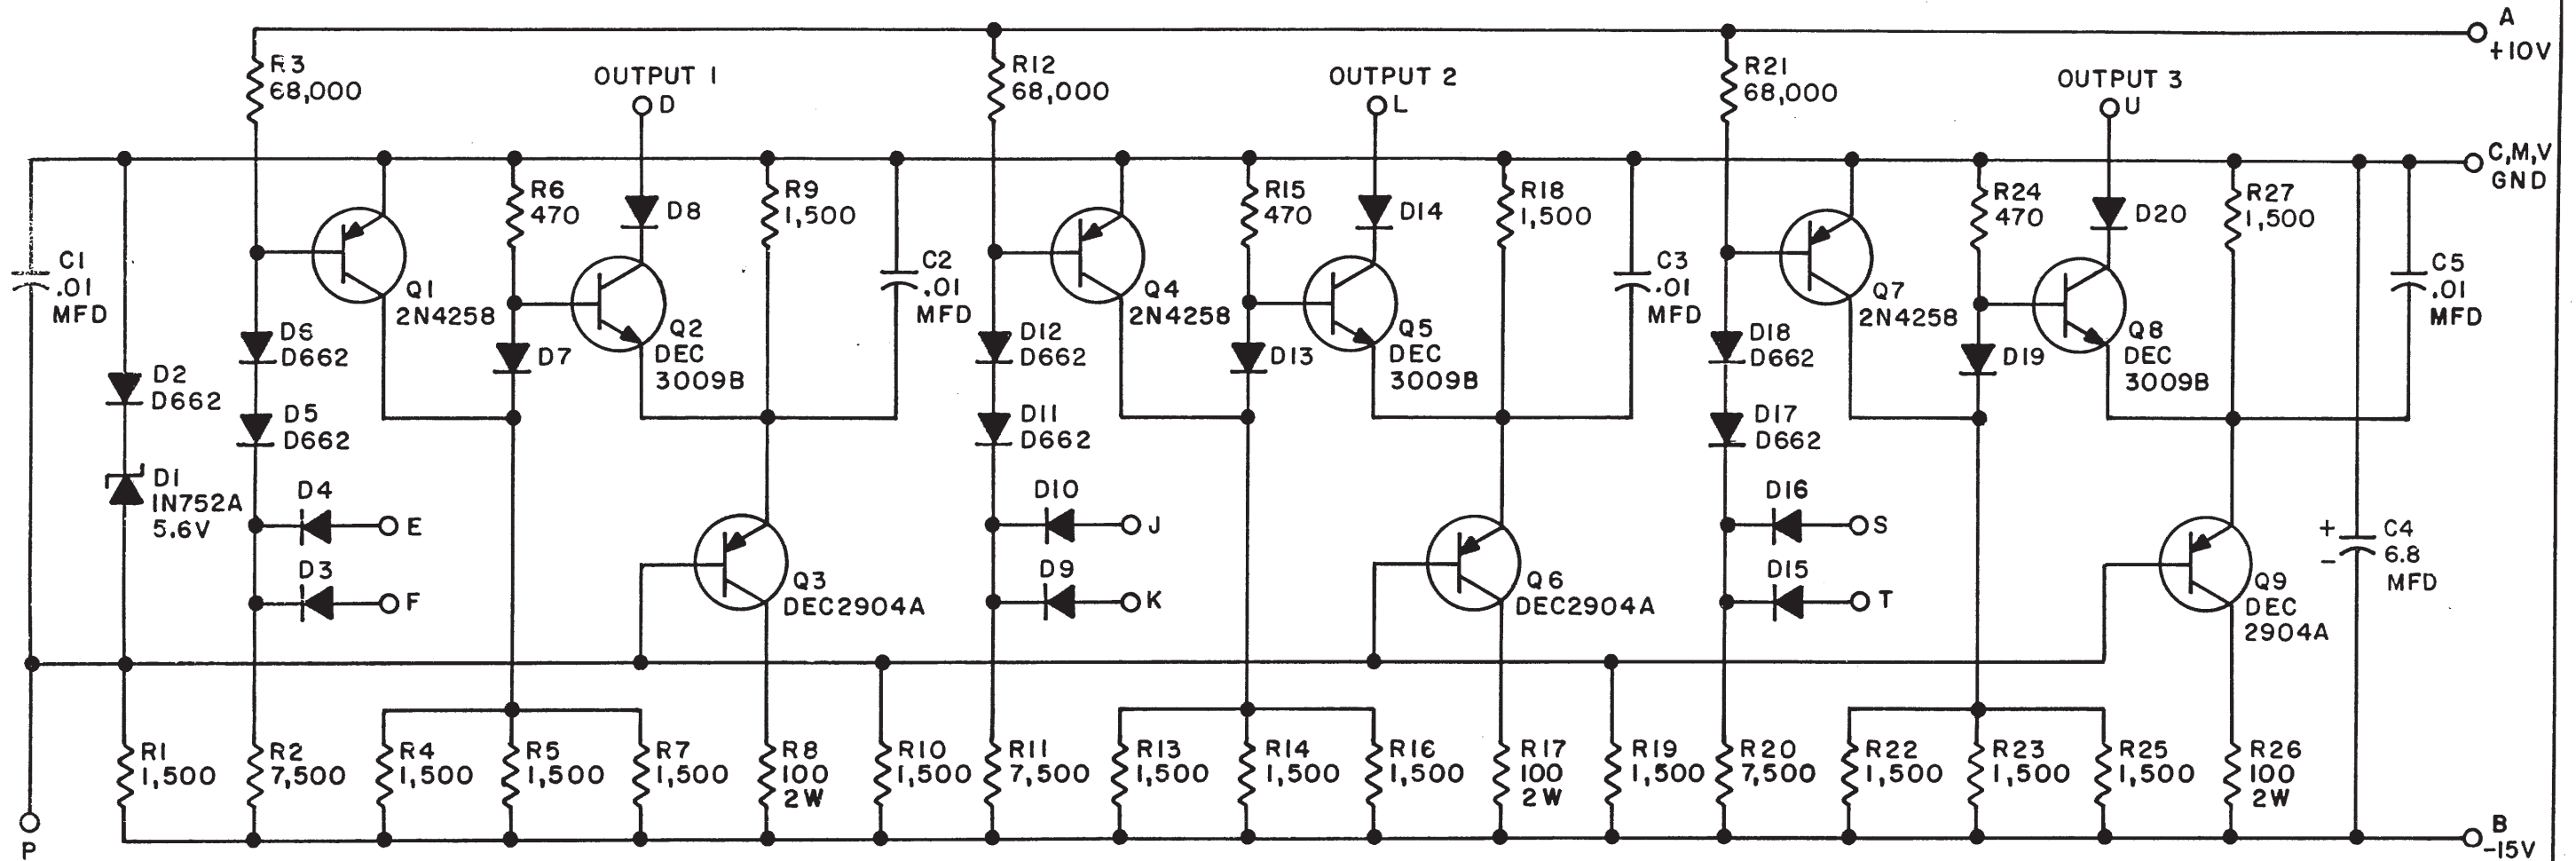 A
+10V
R3
68,000
OUTPUT 1
D
R12
68,000
OUTPUT 2
L
R21
68,000
OUTPUT 3
U
C,M,V
GND
R6
470
D8
R9
1,500
R15
470
D14
R18
1,500
R24
470
D20
R27
1,500
C1
.01
MFD
Q1
2N4258
C2
.01
MFD
Q4
2N4258
C3
.01
MFD
Q7
2N4258
C5
.01
MFD
D6
D662
D7
Q2
DEC
3009B
D12
D662
D13
Q5
DEC
3009B
D18
D662
D19
Q8
DEC
3009B
D2
D662
D5
D662
D11
D662
D17
D662
D1
IN752A
5.6V
D4
E
D10
J
D16
S
+
-
C4
6.8
MFD
D3
F
Q3
DEC2904A
D9
K
Q6
DEC2904A
D15
T
Q9
DEC
2904A
R1
1,500
R2
7,500
R4
1,500
R5
1,500
R7
1,500
R8
100
2W
R10
1,500
R11
7,500
R13
1,500
R14
1,500
R16
1,500
R17
100
2W
R19
1,500
R20
7,500
R22
1,500
R23
1,500
R25
1,500
R26
100
2W
P
B
-15V